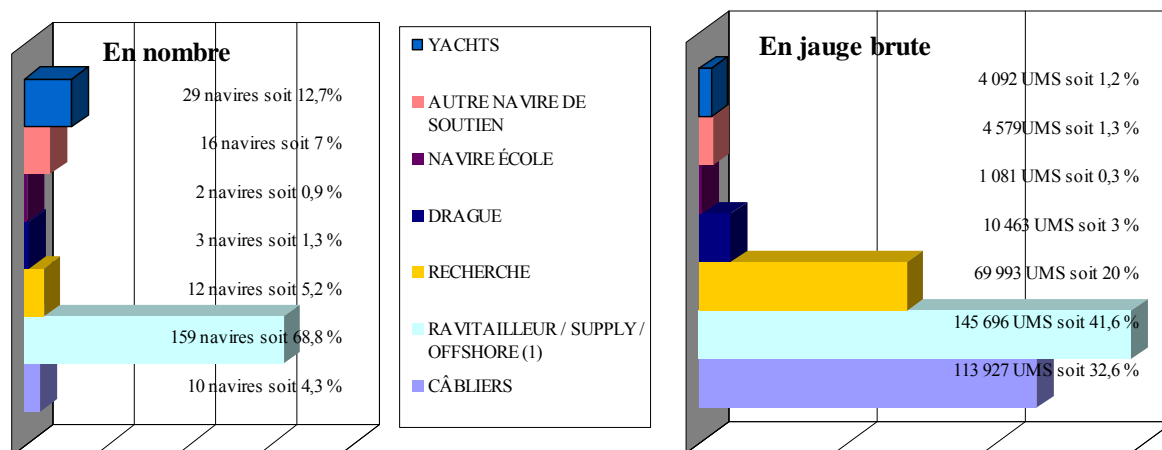 En nombre
29 navires soit 12,7%
16 navires soit 7 %
2 navires soit 0,9 %
3 navires soit 1,3 %
12 navires soit 5,2 %
159 navires soit 68,8 %
10 navires soit 4,3 %
YACHTS
AUTRE NAVIRE DE
SOUTIEN
NAVIRE ÉCOLE
DRAGUE
RECHERCHE
RAVITAILLEUR / SUPPLY /
OFFSHORE (1)
CÂBLIERS
En jauge brute
4 092 UMS soit 1,2 %
4 579UMS soit 1,3 %
1 081 UMS soit 0,3 %
10 463 UMS soit 3 %
69 993 UMS soit 20 %
145 696 UMS soit 41,6 %
113 927 UMS soit 32,6 %